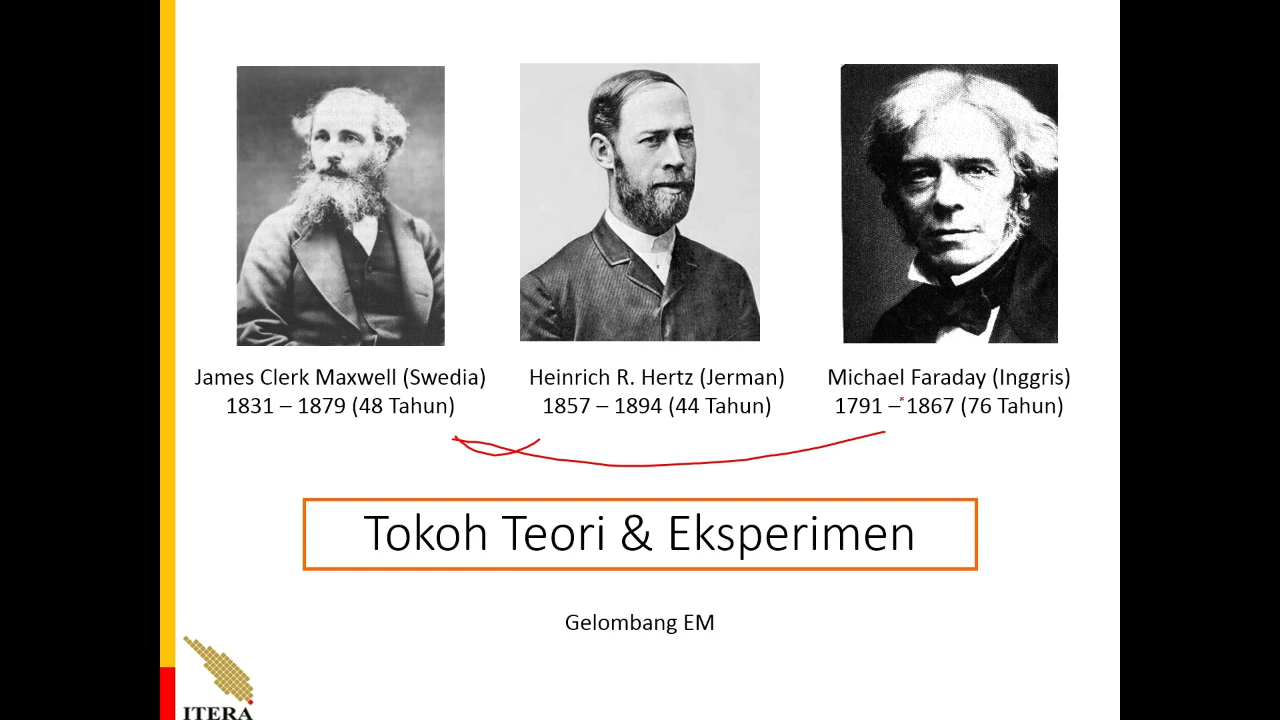 James Clerk Maxwell (Swedia)
1831 – 1879 (48 Tahun)
Heinrich R. Hertz (Jerman)
1857 – 1894 (44 Tahun)
Michael Faraday (Inggris)
1791 – 1867 (76 Tahun)
Tokoh Teori & Eksperimen
Gelombang EM
ITERA